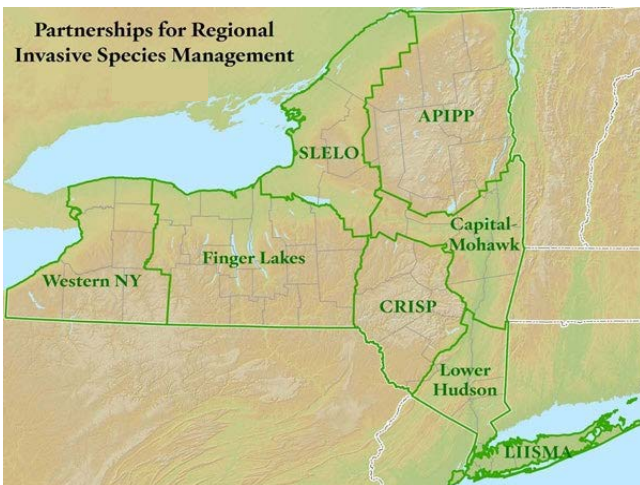 Partnerships for Regional
Invasive Species Management
APIPP
SLELO
Capital-
Mohawk
Finger Lakes
Western NY
CRISP
Lower
Hudson
LIISMA